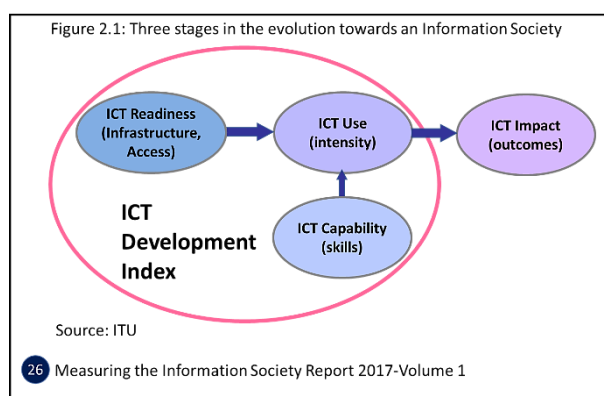 Figure 2.1: Three stages in the evolution towards an Information Society
ICT Readiness
(Infrastructure,
Access)
ICT Use
(intensity)
ICT Impact
(outcomes)
ICT Capability
(skills)
ICT
Development
Index
Source: ITU
26 Measuring the Information Society Report 2017-Volume 1